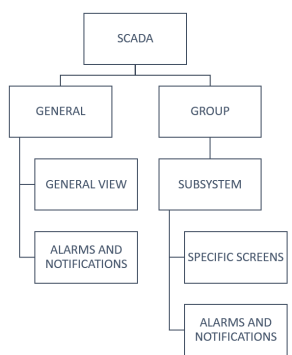 SCADA
GENERAL
GROUP
GENERAL VIEW
SUBSYSTEM
ALARMS AND
NOTIFICATIONS
SPECIFIC SCREENS
ALARMS AND
NOTIFICATIONS